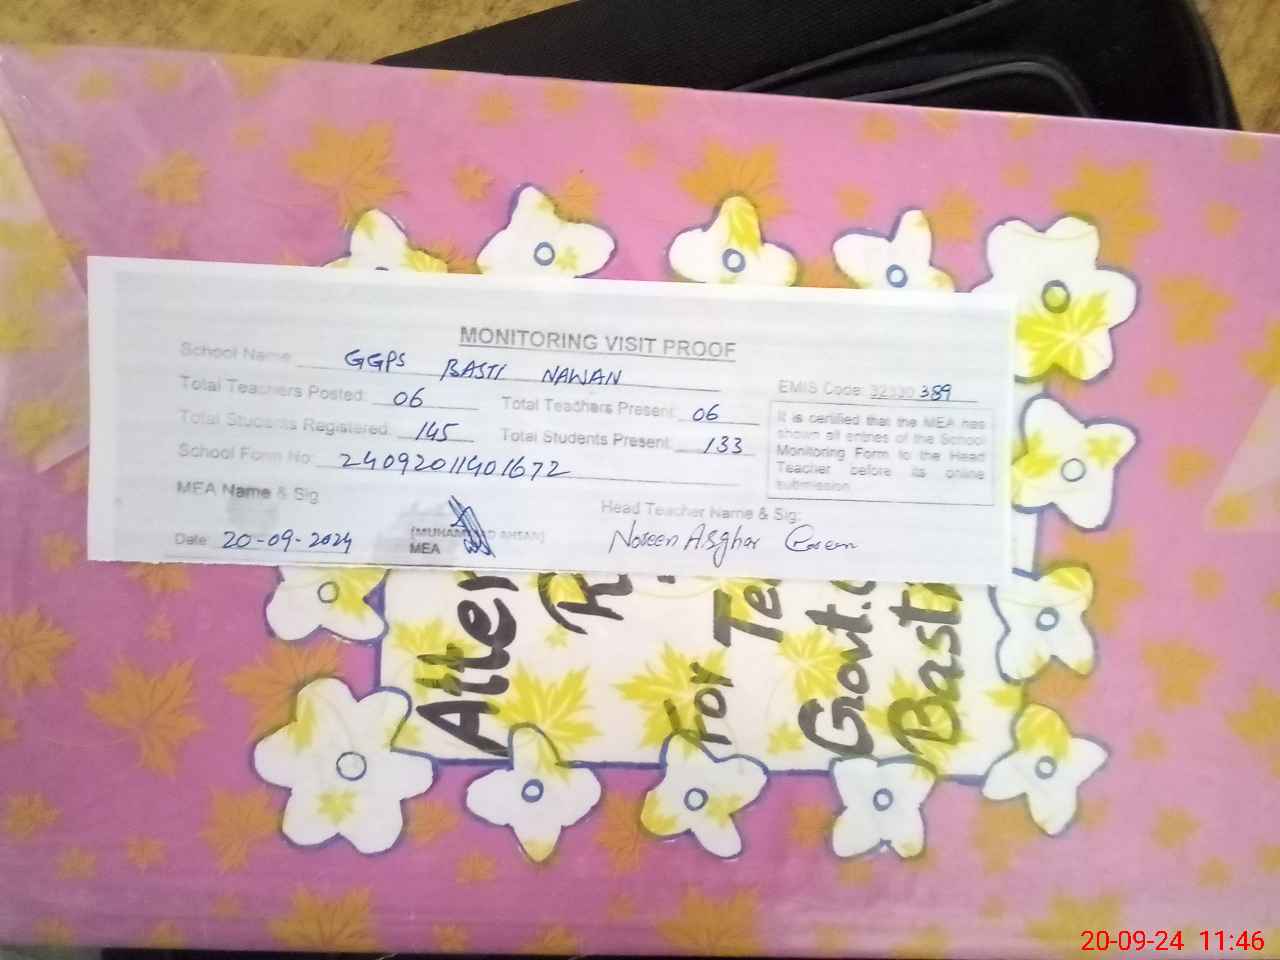 MONITORING VISIT PROOF
School Name GGPS BASTI NAWAN
EMIS Code: 32330389
Total Teachers Posted: 06 Total Teachers Present: 06
Total Students Registered: 145 Total Students Present: 133
School Form No: 24092011401672
It is certified that the MEA has
shown all entries of the School
Monitoring Form to the Head
Teacher before its online
submission.
MEA Name & Sig
Head Teacher Name & Sig:
Date: 20-09-2024
(MUHAMMAD AHSAN)
MEA
Noreen Asghar
Atten
R
For Te
Govt.
Basti
20-09-24 11:46